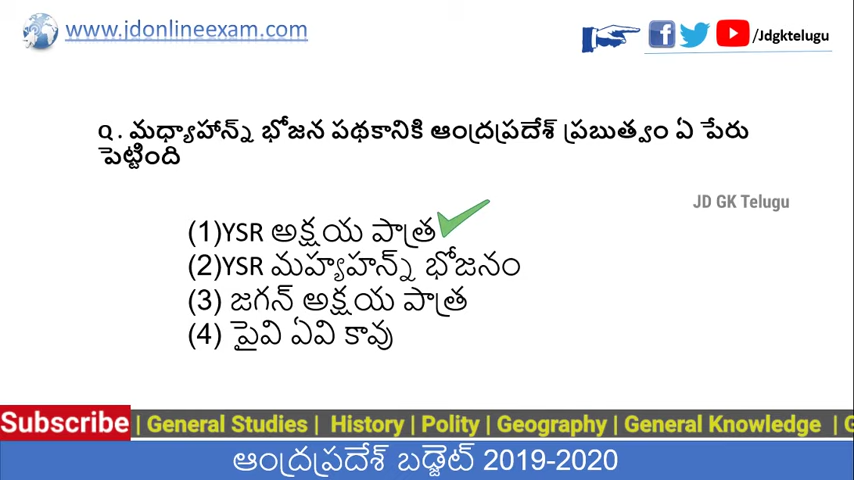 www.jdonlineexam.com
/Jdgktelugu
Q . మధ్యాహాన్న్ భోజన పథకానికి ఆంధ్రప్రదేశ్ ప్రబుత్వం ఏ పేరు
పెట్టింది
JD GK Telugu
(1)YSR అక్షయ పాత్ర
(2)YSR మహ్యహన్న్ భోజనం
(3) జగన్ అక్షయ పాత్ర
(4) పైవి ఏవి కావు
Subscribe | General Studies | History | Polity | Geography | General Knowledge | G
ఆంధ్రప్రదేశ్ బడ్జెట్ 2019-2020